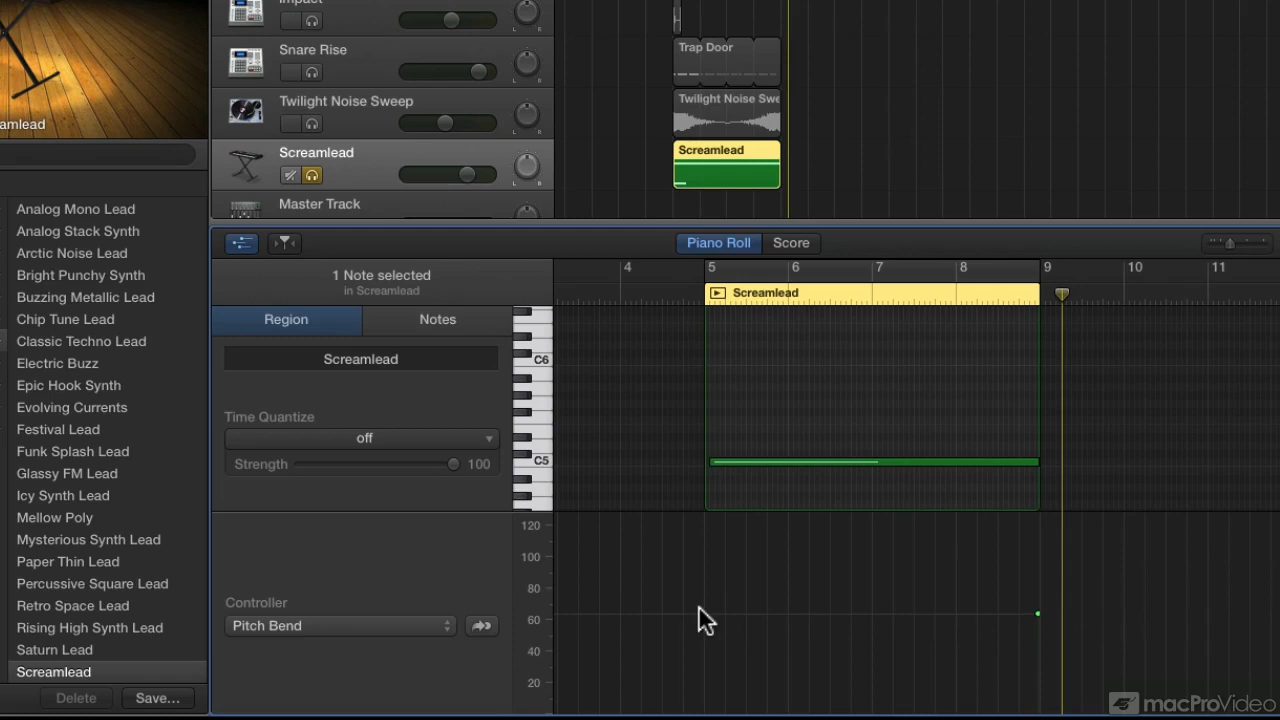 Impact
L R
Snare Rise
L R
Twilight Noise Sweep
L R
Screamlead
L R
Master Track
Trap Door
Twilight Noise Swe
Screamlead
amlead
Analog Mono Lead
Analog Stack Synth
Arctic Noise Lead
Bright Punchy Synth
Buzzing Metallic Lead
Chip Tune Lead
Classic Techno Lead
Electric Buzz
Epic Hook Synth
Evolving Currents
Festival Lead
Funk Splash Lead
Glassy FM Lead
Icy Synth Lead
Mellow Poly
Mysterious Synth Lead
Paper Thin Lead
Percussive Square Lead
Retro Space Lead
Rising High Synth Lead
Saturn Lead
Screamlead
Delete Save...
Piano Roll Score
1 Note selected
in Screamlead
4 5 6 7 8 9 10 11
Screamlead
Region Notes
Screamlead
C6
Time Quantize
off
Strength 100
C5
120
100
80
60
40
20
Controller
Pitch Bend
macProVideo